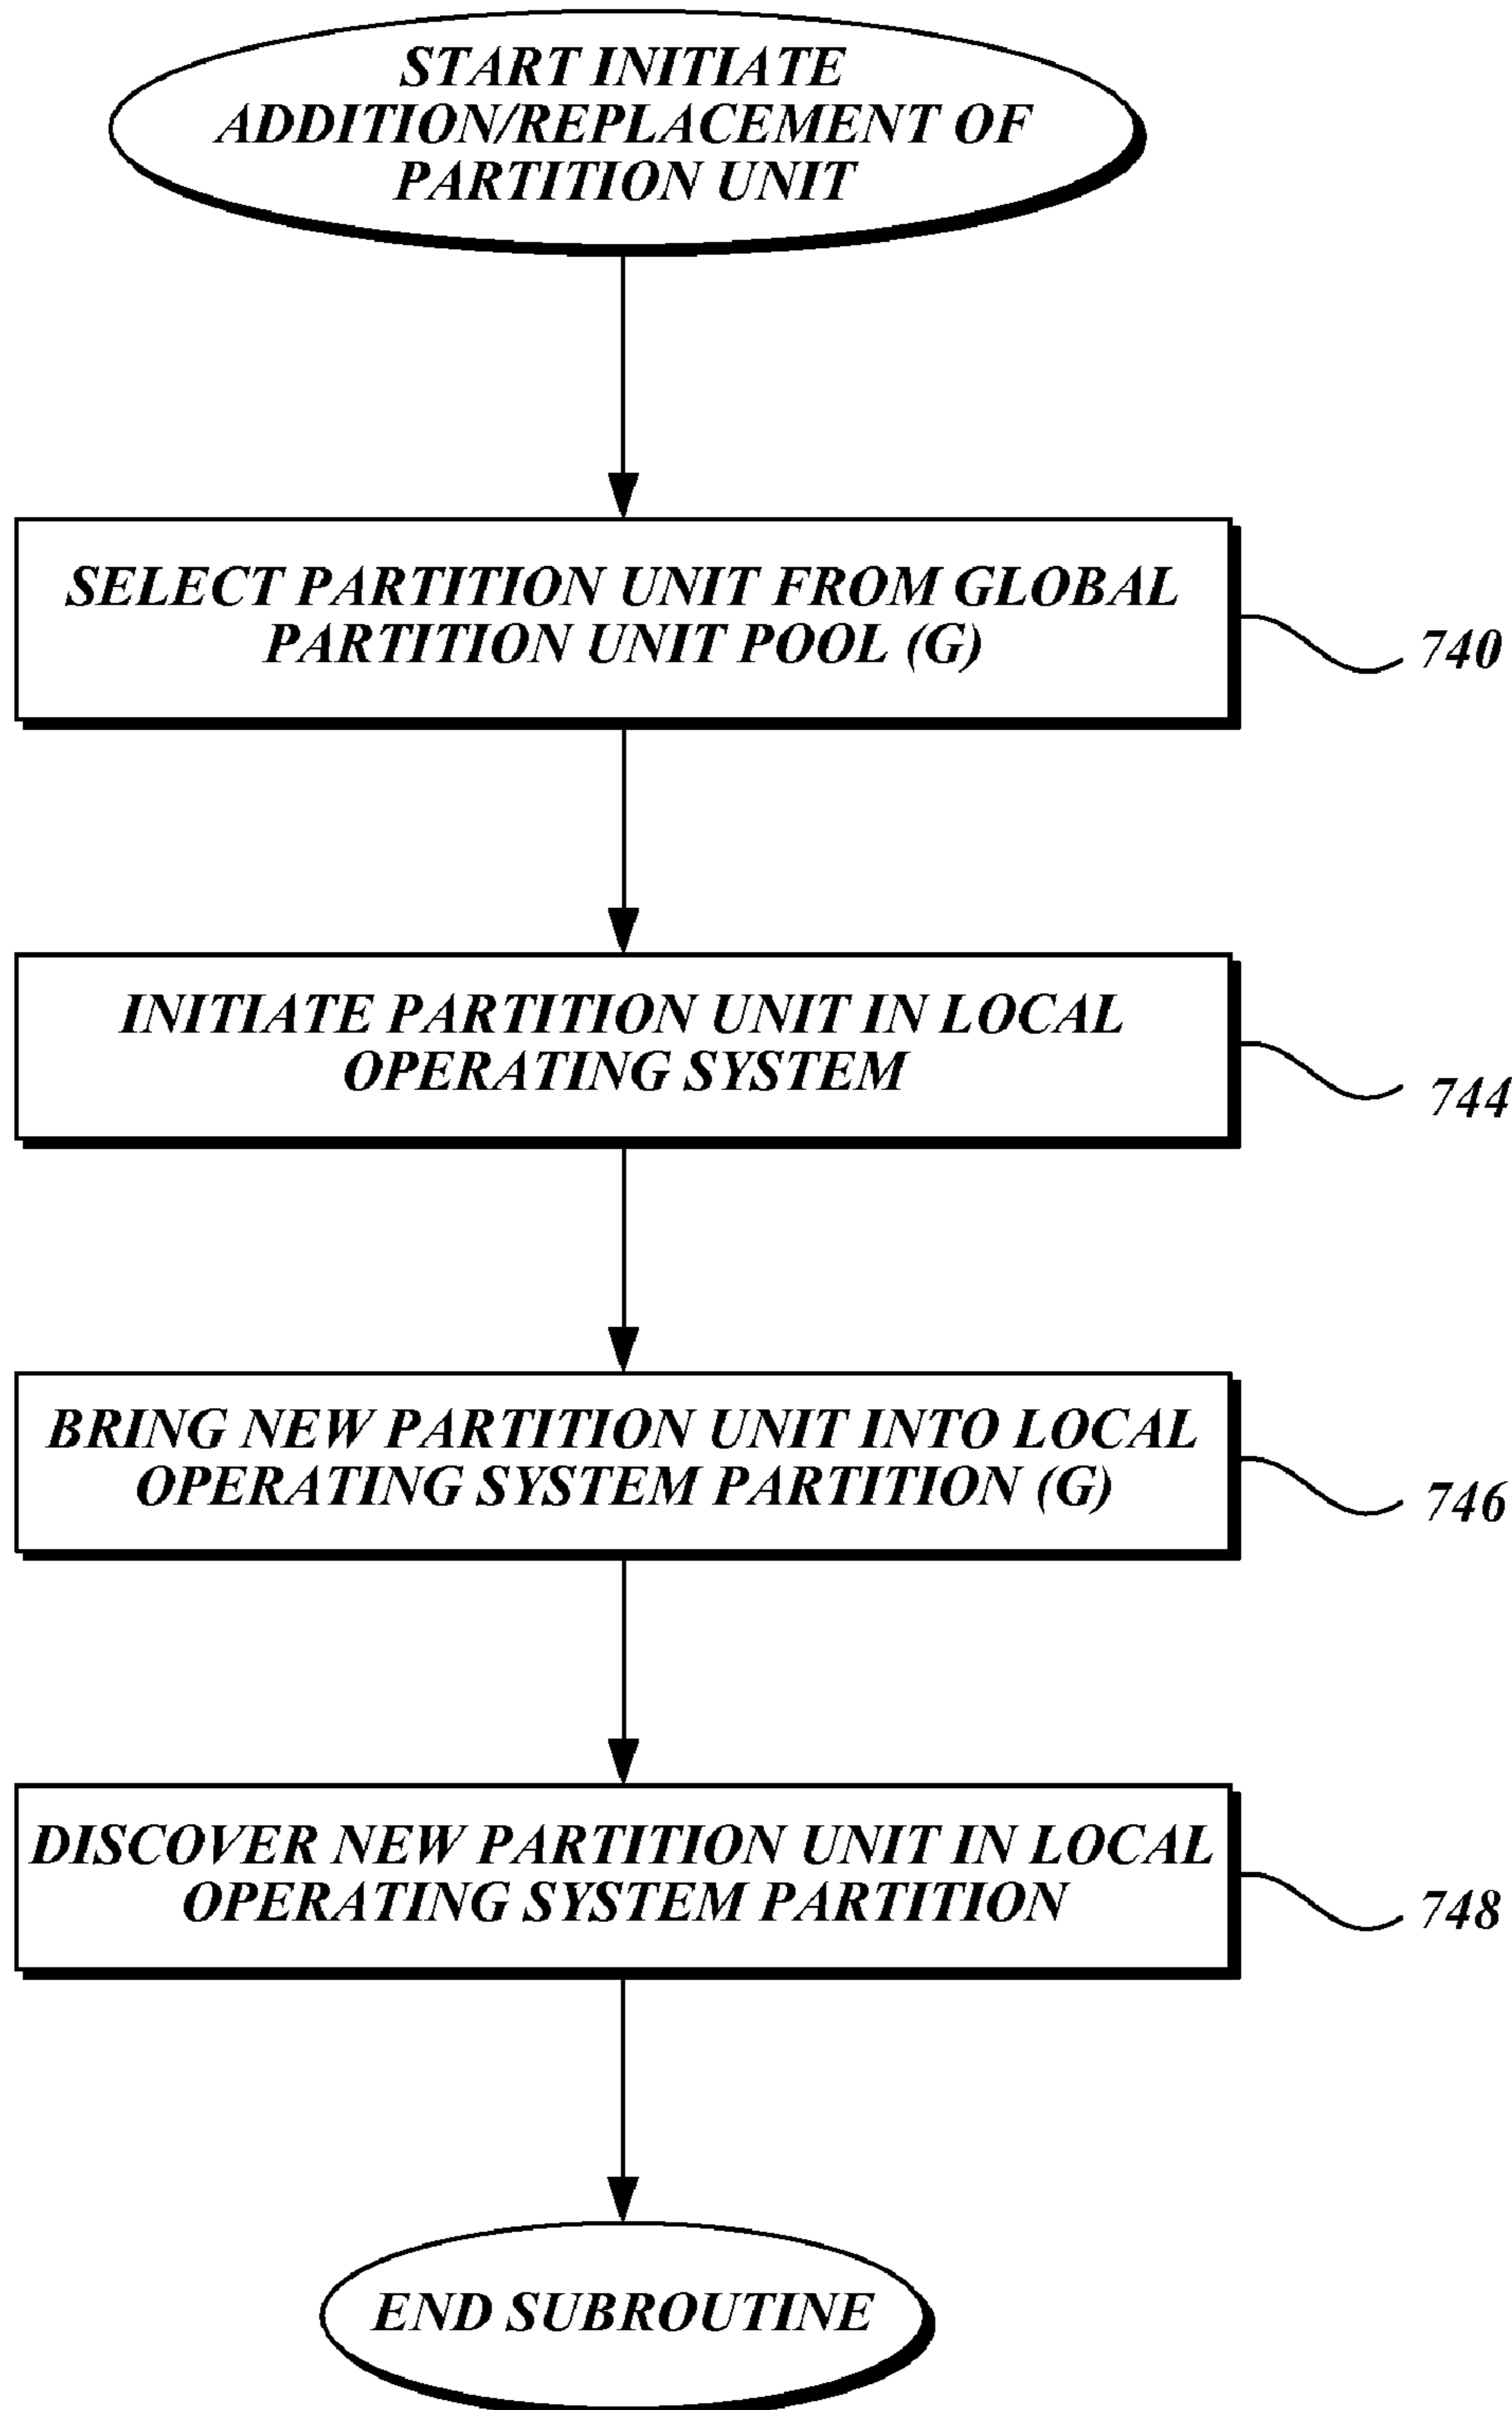 START INITIATE
ADDITION/REPLACEMENT OF
PARTITION UNIT
SELECT PARTITION UNIT FROM GLOBAL
PARTITION UNIT POOL (G)
740
INITIATE PARTITION UNIT IN LOCAL
OPERATING SYSTEM
744
BRING NEW PARTITION UNIT INTO LOCAL
OPERATING SYSTEM PARTITION (G)
746
DISCOVER NEW PARTITION UNIT IN LOCAL
OPERATING SYSTEM PARTITION
748
END SUBROUTINE